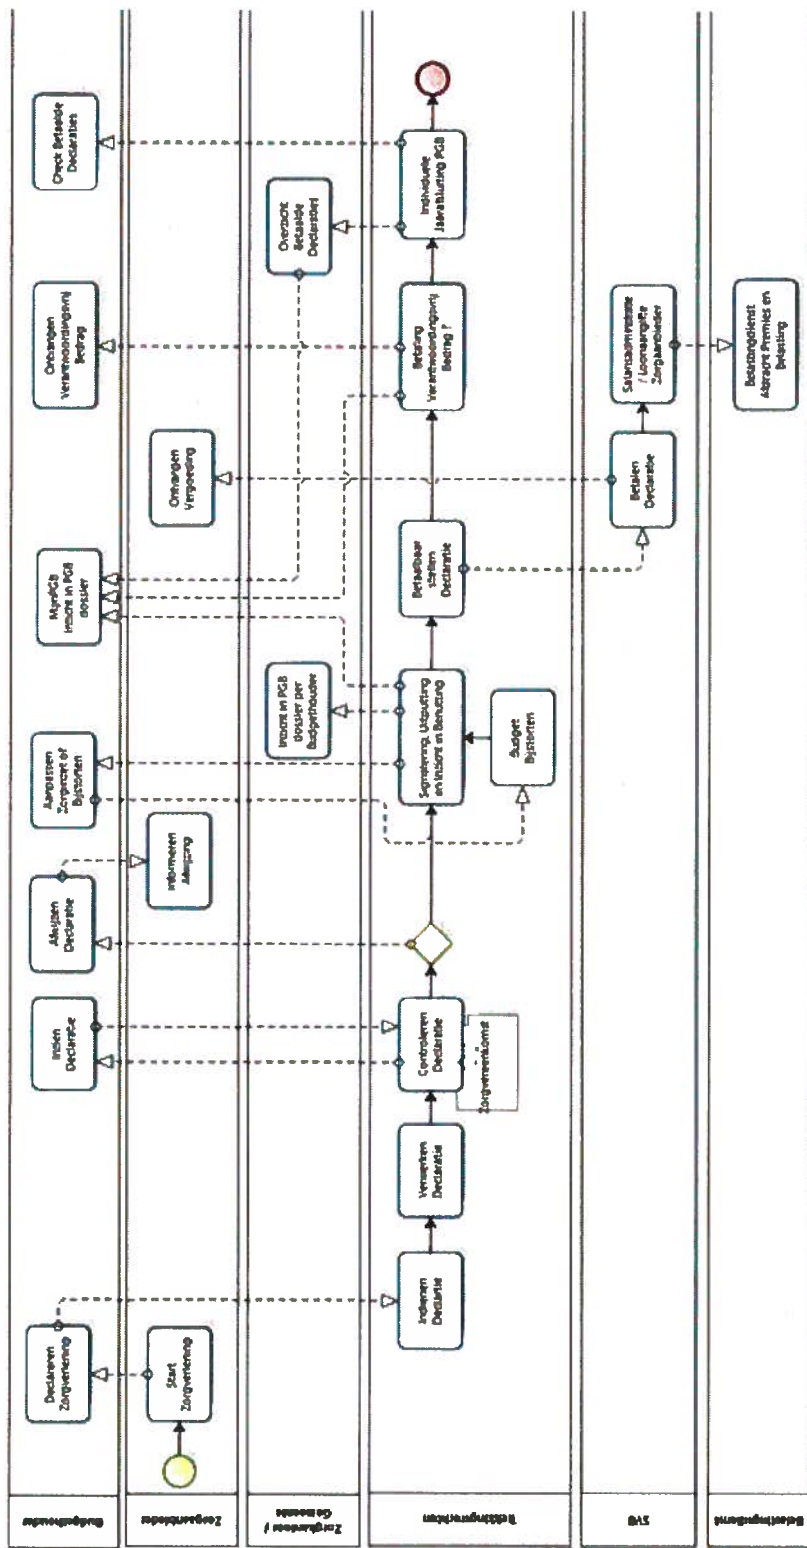 Budgethouder
Declareren
Zorgverlening
Indien
Declaratie
Afwijzen
Declaratie
Aanpassen
Zorginzet of
Bijstorten
MijnPGB
Inzicht in PGB
dossier
Ontvangen
Verantwoordingsvrij
Bedrag
Check Betaalde
Declaraties
Zorgaanbieder
Start
Zorgverlening
Informeren
Afwijzing
Ontvangen
Vergoeding
Zorgkantoor /
Gemeente
Inzicht in PGB
dossier per
Budgethouder
Overzicht
Betaalde
Declaraties
Trekkingsrechten
Indienen
Declaratie
Verwerken
Declaratie
Controleren
Declaratie
Zorgovereenkomst
Signalering, Uitputting
en Inzicht in Benutting
Budget
Bijstorten
Betaalbaar
stellen
Declaratie
Betaling
Verantwoordingsvrij
Bedrag ?
Individuele
Jaarafsluiting PGB
SVB
Betalen
Declaratie
Salarisadministratie
/ Loonaangifte
Zorgaanbieder
Belastingdienst
Belastingdienst
Afdracht Premies en
Belasting